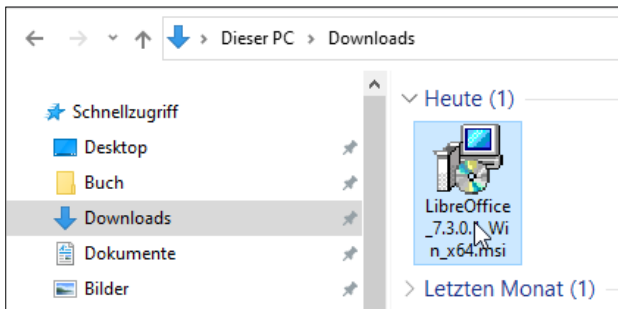 Dieser PC > Downloads
Schnellzugriff
Desktop
Buch
Downloads
Dokumente
Bilder
Heute (1)
LibreOffice
_7.3.0. Wi
n_x64.msi
Letzten Monat (1)